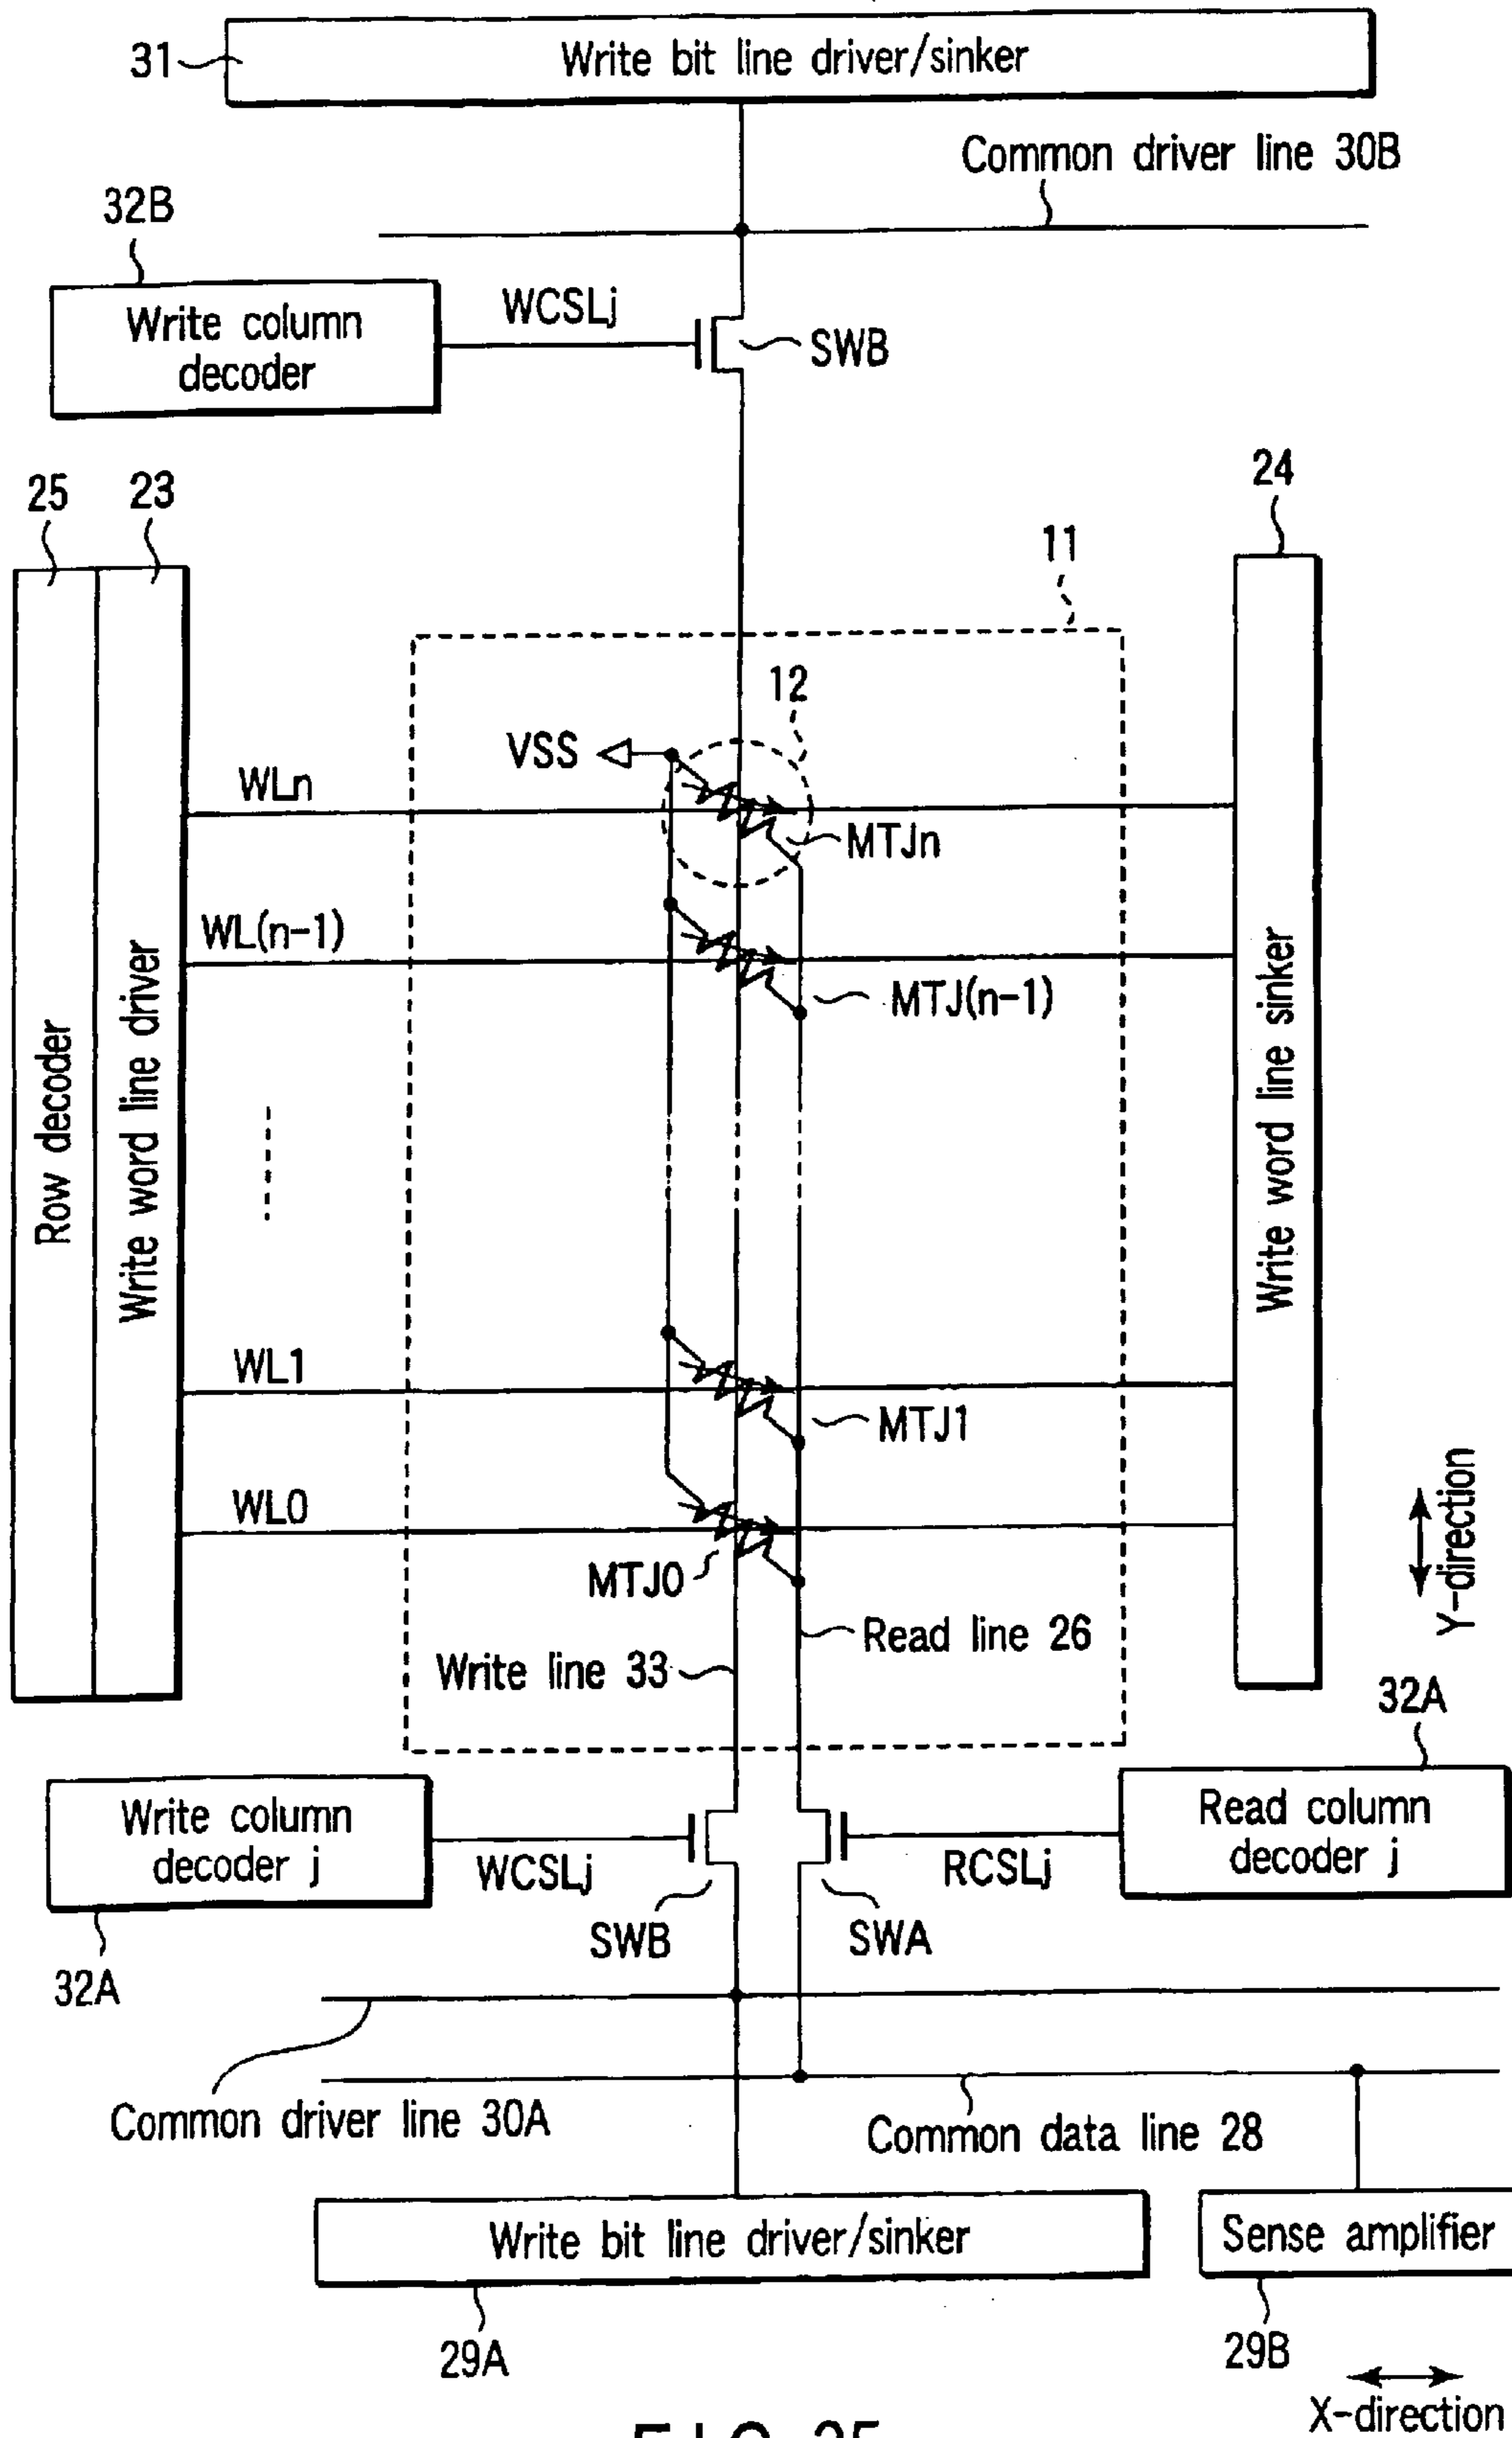 31
Write bit line driver/sinker
Common driver line 30B
32B
Write column
decoder
WCSLj
SWB
25
23
24
11
12
VSS
WLn
MTJn
WL(n-1)
MTJ(n-1)
Row decoder
Write word line driver
Write word line sinker
WL1
MTJ1
WL0
MTJ0
Y-direction
Read line 26
Write line 33
32A
Write column
decoder j
WCSLj
RCSLj
Read column
decoder j
SWB
SWA
32A
Common driver line 30A
Common data line 28
Write bit line driver/sinker
Sense amplifier
29A
29B
X-direction